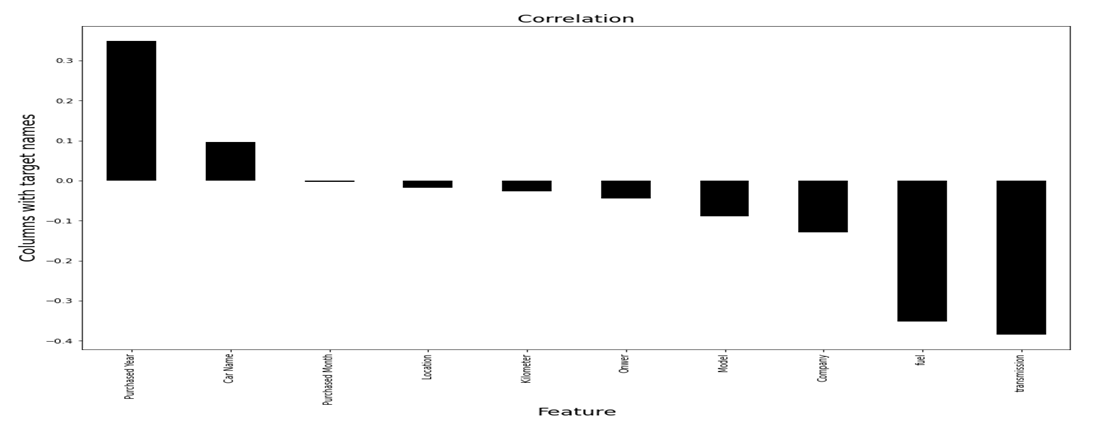 Correlation
Columns with target names
0.3
0.2
0.1
0.0
−0.1
−0.2
−0.3
−0.4
Purchased Year
Car Name
Purchased Month
Location
Kilometer
Onwer
Model
Company
fuel
transmission
Feature